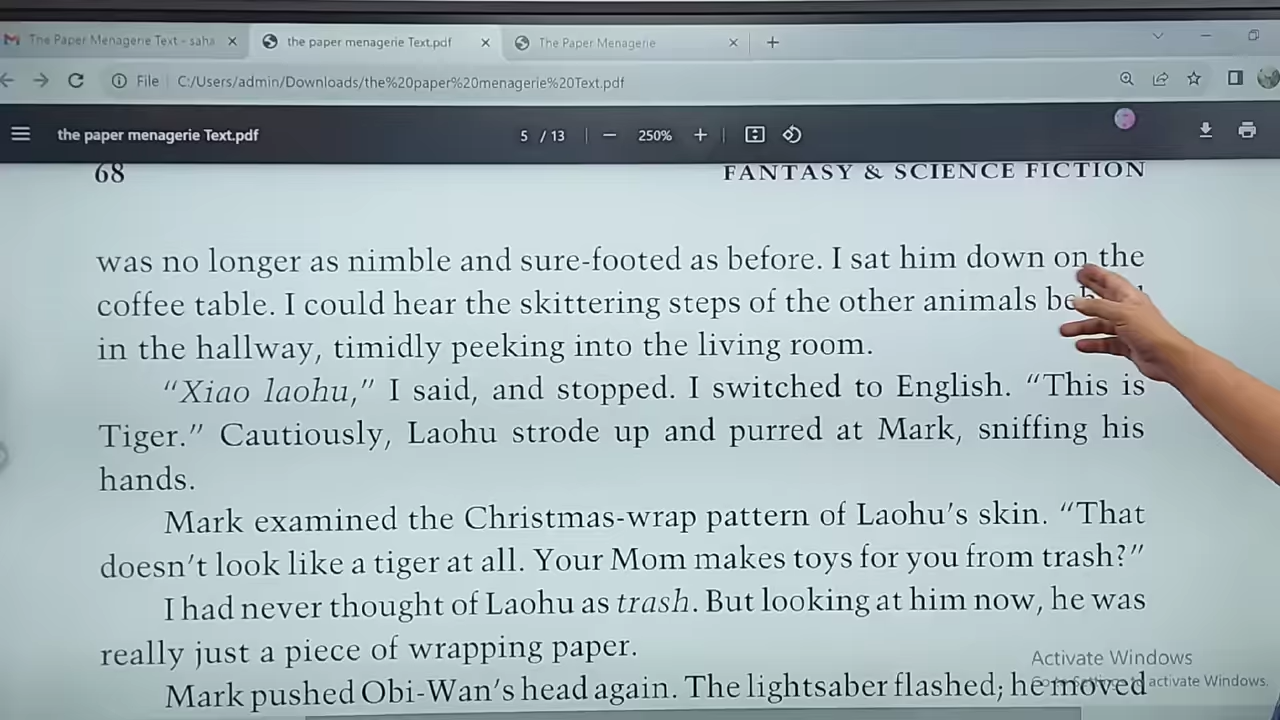 The Paper Menagerie Text - saha
the paper menagerie Text.pdf
The Paper Menagerie
File C:/Users/admin/Downloads/the%20paper%20menagerie%20Text.pdf
the paper menagerie Text.pdf 5 / 13 250%
68 FANTASY & SCIENCE FICTION
was no longer as nimble and sure-footed as before. I sat him down on the
coffee table. I could hear the skittering steps of the other animals
in the hallway, timidly peeking into the living room.
“Xiao laohu,” I said, and stopped. I switched to English. “This is
Tiger.” Cautiously, Laohu strode up and purred at Mark, sniffing his
hands.
Mark examined the Christmas-wrap pattern of Laohu’s skin. “That
doesn’t look like a tiger at all. Your Mom makes toys for you from trash?”
I had never thought of Laohu as trash. But looking at him now, he was
really just a piece of wrapping paper.
Mark pushed Obi-Wan’s head again. The lightsaber flashed; he moved
Activate Windows
activate Windows.